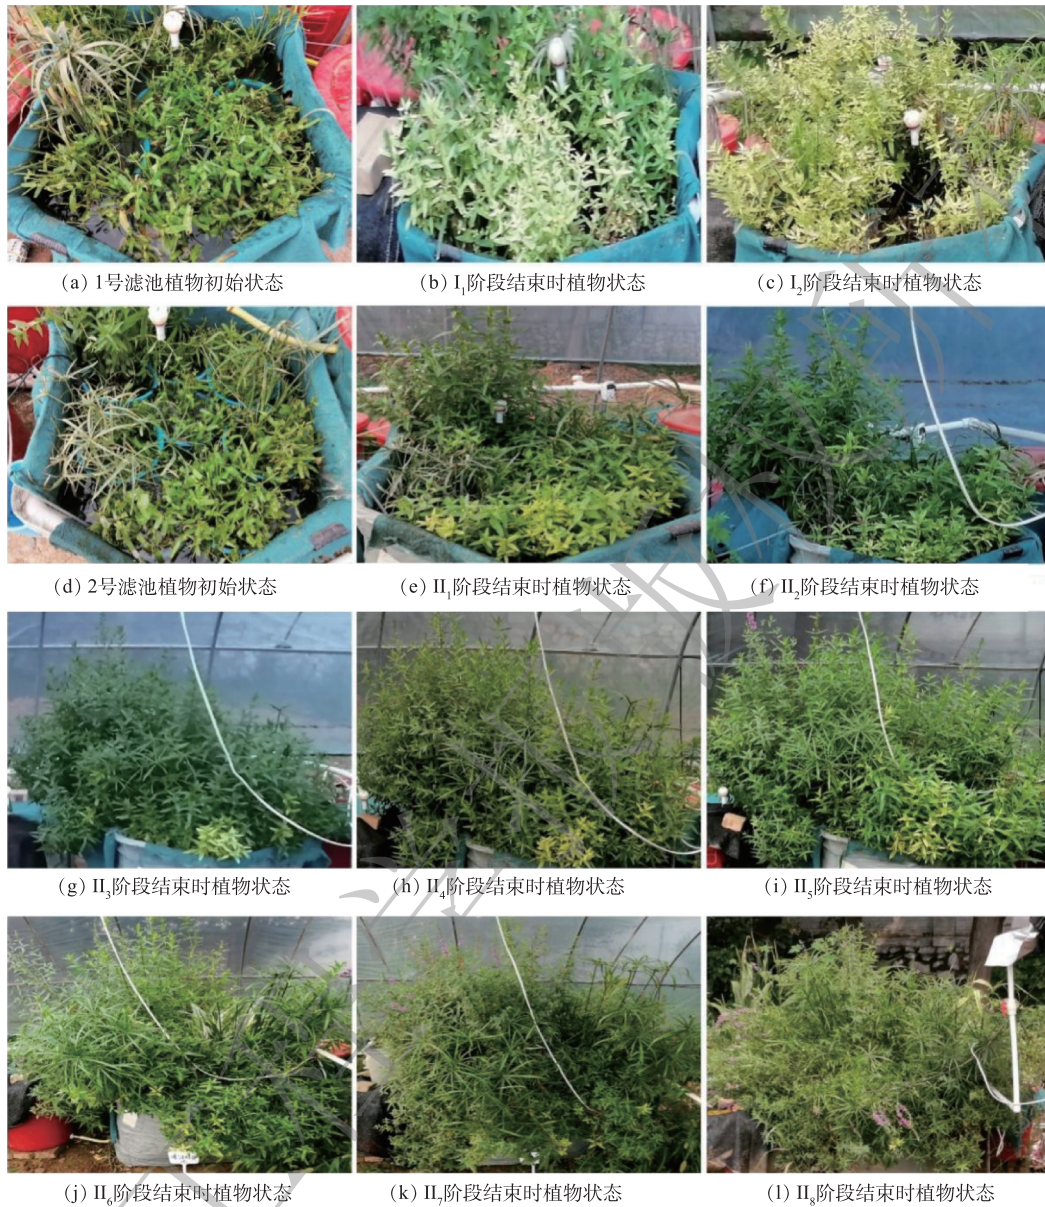 (a) 1号滤池植物初始状态
(b) I₁阶段结束时植物状态
(c) I₂阶段结束时植物状态
(d) 2号滤池植物初始状态
(e) II₁阶段结束时植物状态
(f) II₂阶段结束时植物状态
(g) II₃阶段结束时植物状态
(h) II₄阶段结束时植物状态
(i) II₅阶段结束时植物状态
(j) II₆阶段结束时植物状态
(k) II₇阶段结束时植物状态
(l) II₈阶段结束时植物状态